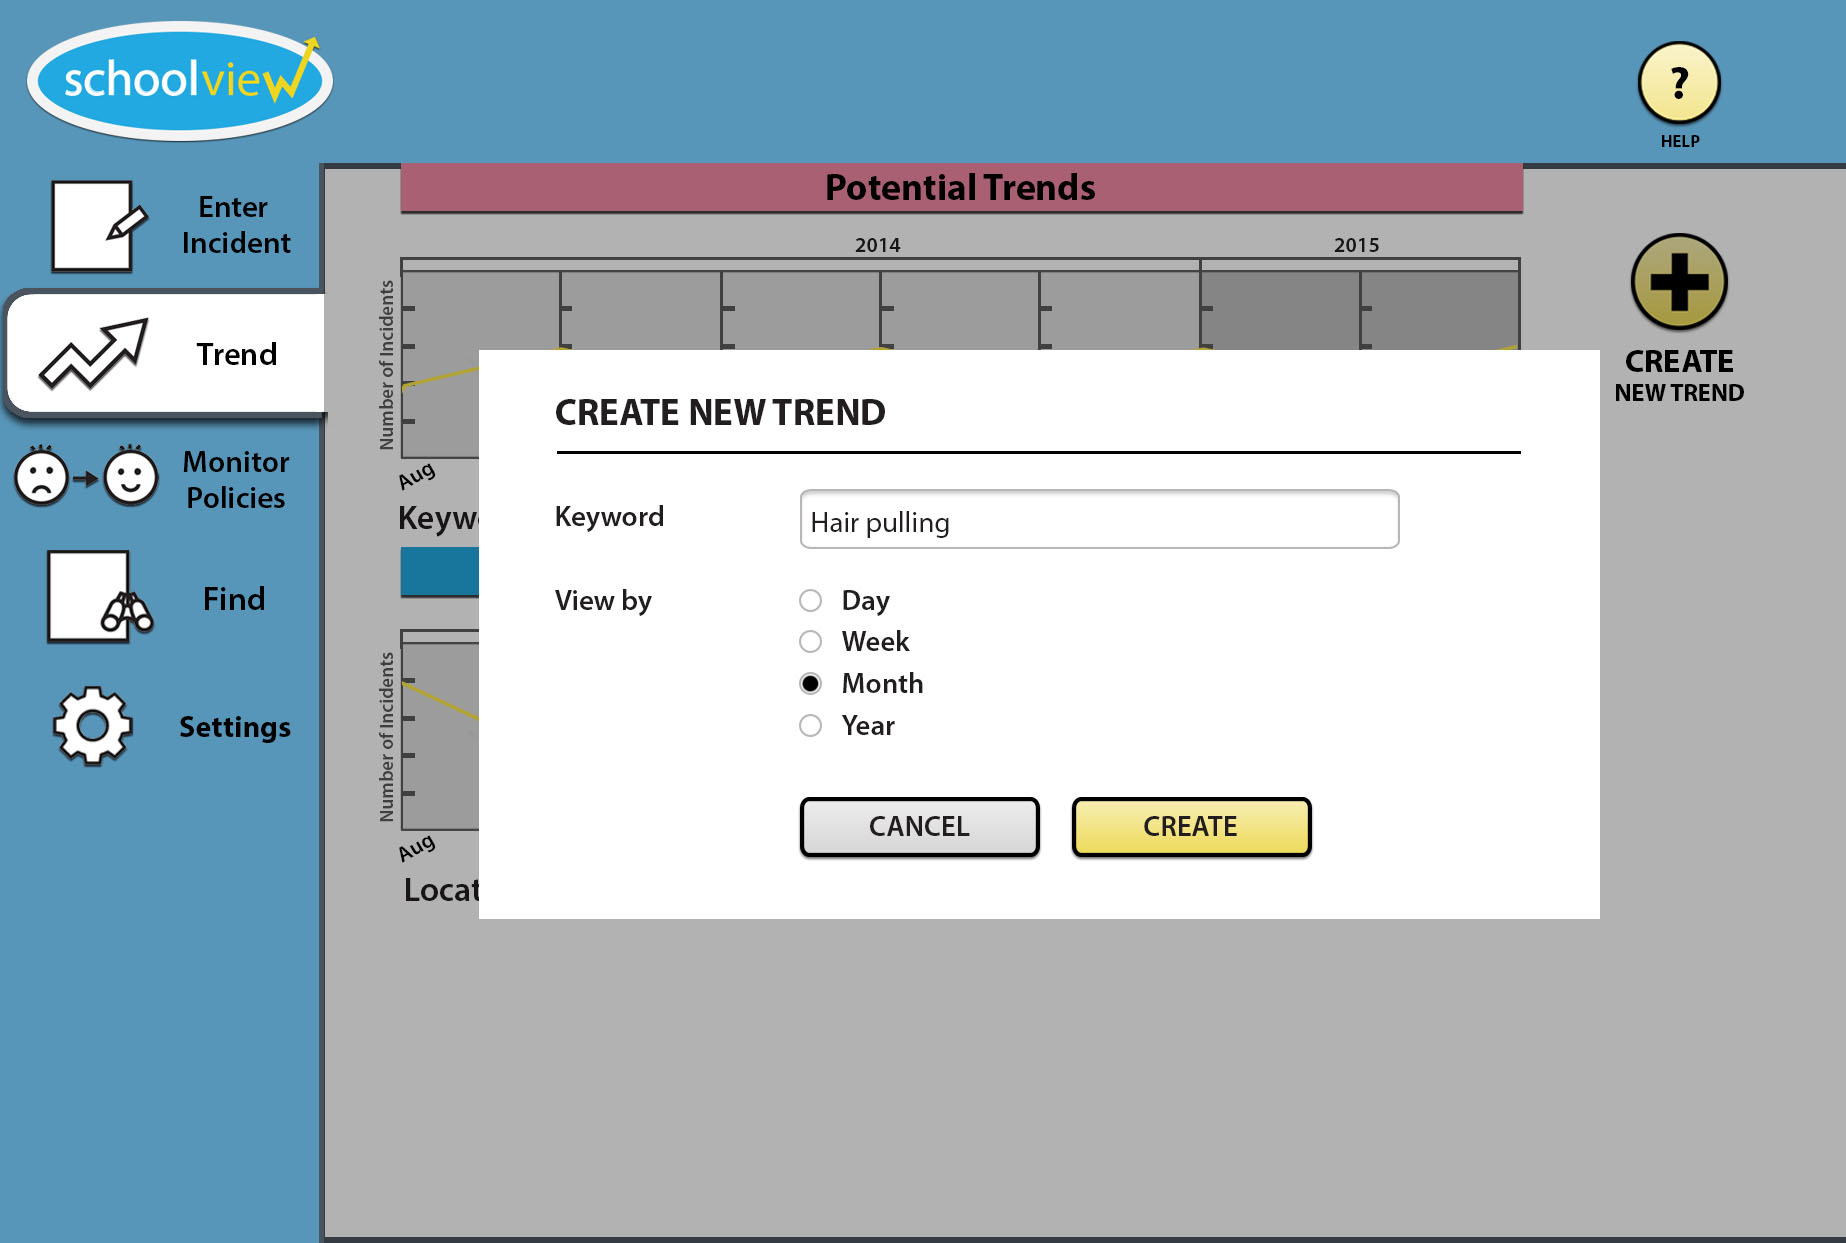 schoolview
?
HELP
Enter
Incident
Trend
Monitor
Policies
Find
Settings
Potential Trends
2014
2015
Number of Incidents
Aug
CREATE
NEW TREND
CREATE NEW TREND
Keyword
Hair pulling
View by
Day
Week
Month
Year
CANCEL
CREATE
Number of Incidents
Aug